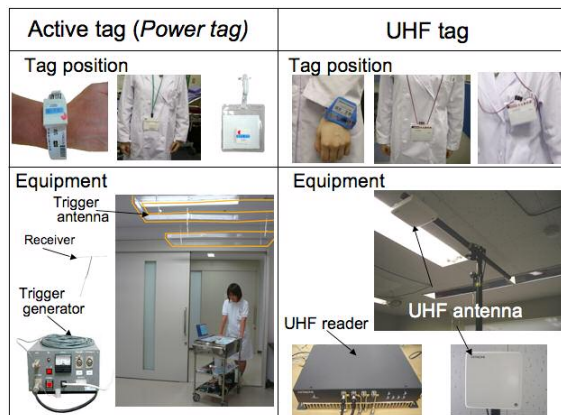 Active tag (Power tag)
UHF tag
Tag position
Tag position
Equipment
Trigger
antenna
Receiver
Trigger
generator
Equipment
UHF antenna
UHF reader